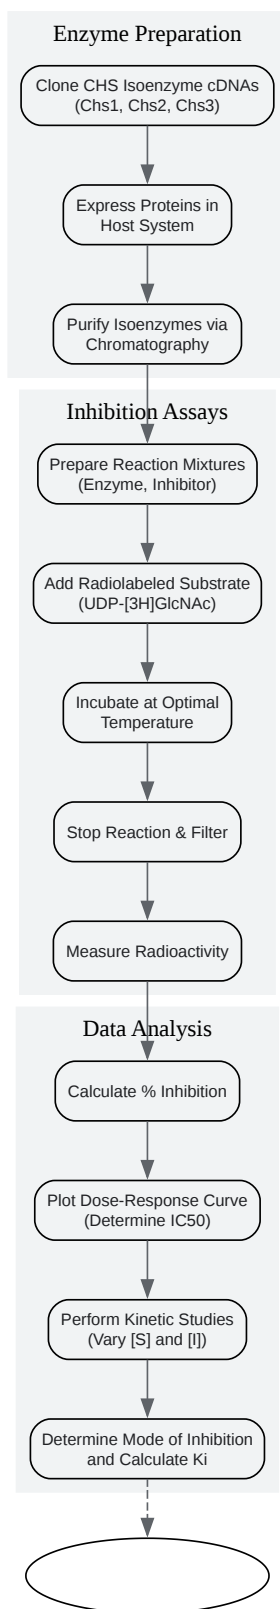 Enzyme Preparation
Clone CHS Isoenzyme cDNAs
(Chs1, Chs2, Chs3)
Express Proteins in
Host System
Purify Isoenzymes via
Chromatography
Inhibition Assays
Prepare Reaction Mixtures
(Enzyme, Inhibitor)
Add Radiolabeled Substrate
(UDP-[3H]GlcNAc)
Incubate at Optimal
Temperature
Stop Reaction & Filter
Measure Radioactivity
Data Analysis
Calculate % Inhibition
Plot Dose-Response Curve
(Determine IC50)
Perform Kinetic Studies
(Vary [S] and [I])
Determine Mode of Inhibition
and Calculate Ki